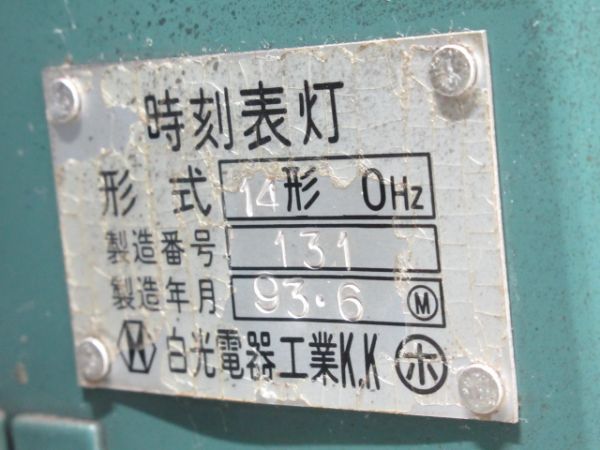 時刻表灯
形式 14形 0Hz
製造番号 131
製造年月 93.6 Ⓜ
白光電器工業K.K ㋭